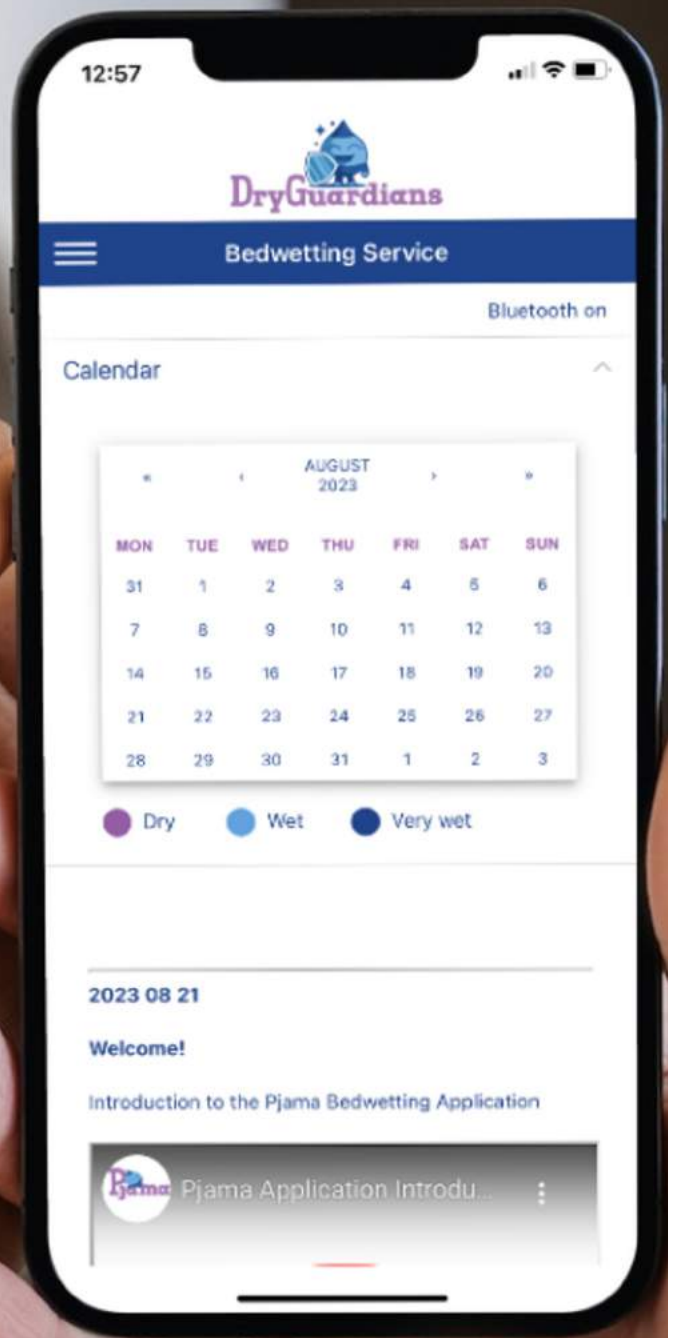 12:57
DryGuardians
Bedwetting Service
Bluetooth on
Calendar
« ‹ AUGUST › »
2023
MON TUE WED THU FRI SAT SUN
31 1 2 3 4 5 6
7 8 9 10 11 12 13
14 15 16 17 18 19 20
21 22 23 24 25 26 27
28 29 30 31 1 2 3
Dry Wet Very wet
2023 08 21
Welcome!
Introduction to the Pjama Bedwetting Application
Pjama Pjama Application Introdu...